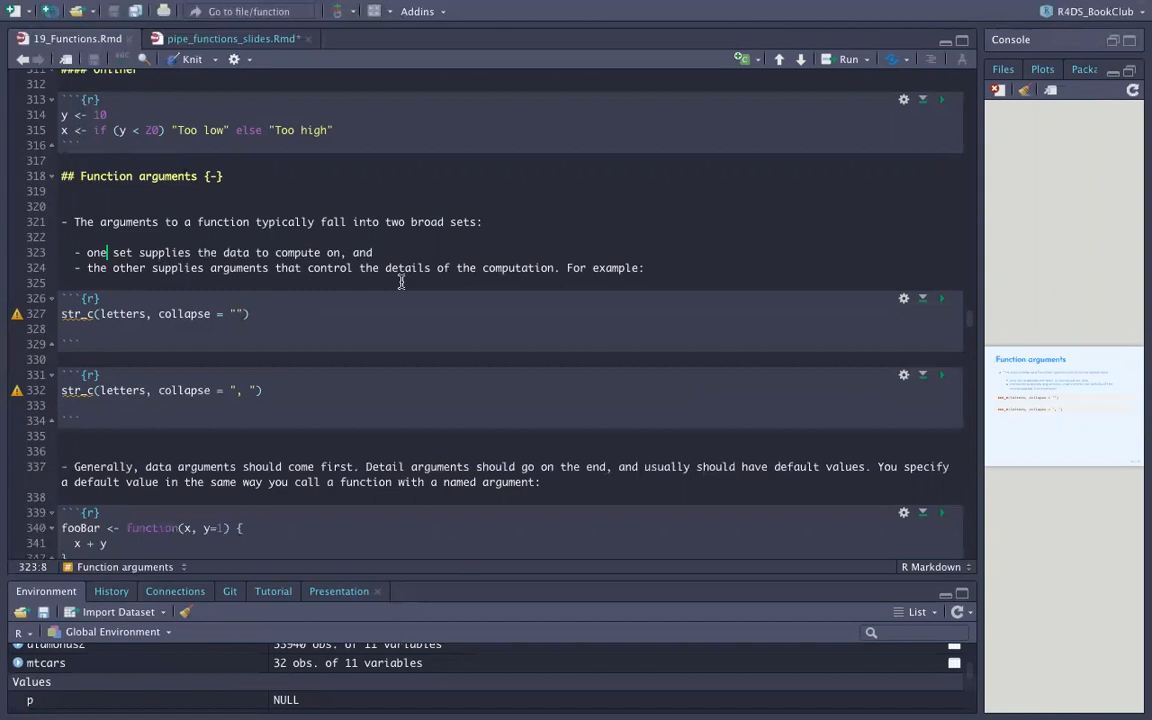 Go to file/function
Addins
R4DS_BookClub
19_Functions.Rmd
pipe_functions_slides.Rmd*
Console
Knit
Run
Files Plots Packa
312
313 ```{r}
314 y <- 10
315 x <- if (y < 20) "Too low" else "Too high"
316 ```
317
318 ## Function arguments {-}
319
320
321 - The arguments to a function typically fall into two broad sets:
322
323 - one set supplies the data to compute on, and
324 - the other supplies arguments that control the details of the computation. For example:
325
326 ```{r}
327 str_c(letters, collapse = "")
328
329 ```
330
331 ```{r}
332 str_c(letters, collapse = ", ")
333
334 ```
335
336
337 - Generally, data arguments should come first. Detail arguments should go on the end, and usually should have default values. You specify
a default value in the same way you call a function with a named argument:
338
339 ```{r}
340 fooBar <- function(x, y=1) {
341 x + y
Function arguments
323:8 Function arguments R Markdown
Environment History Connections Git Tutorial Presentation
Import Dataset List
R Global Environment
53940 obs. of 11 variables
mtcars 32 obs. of 11 variables
Values
p NULL